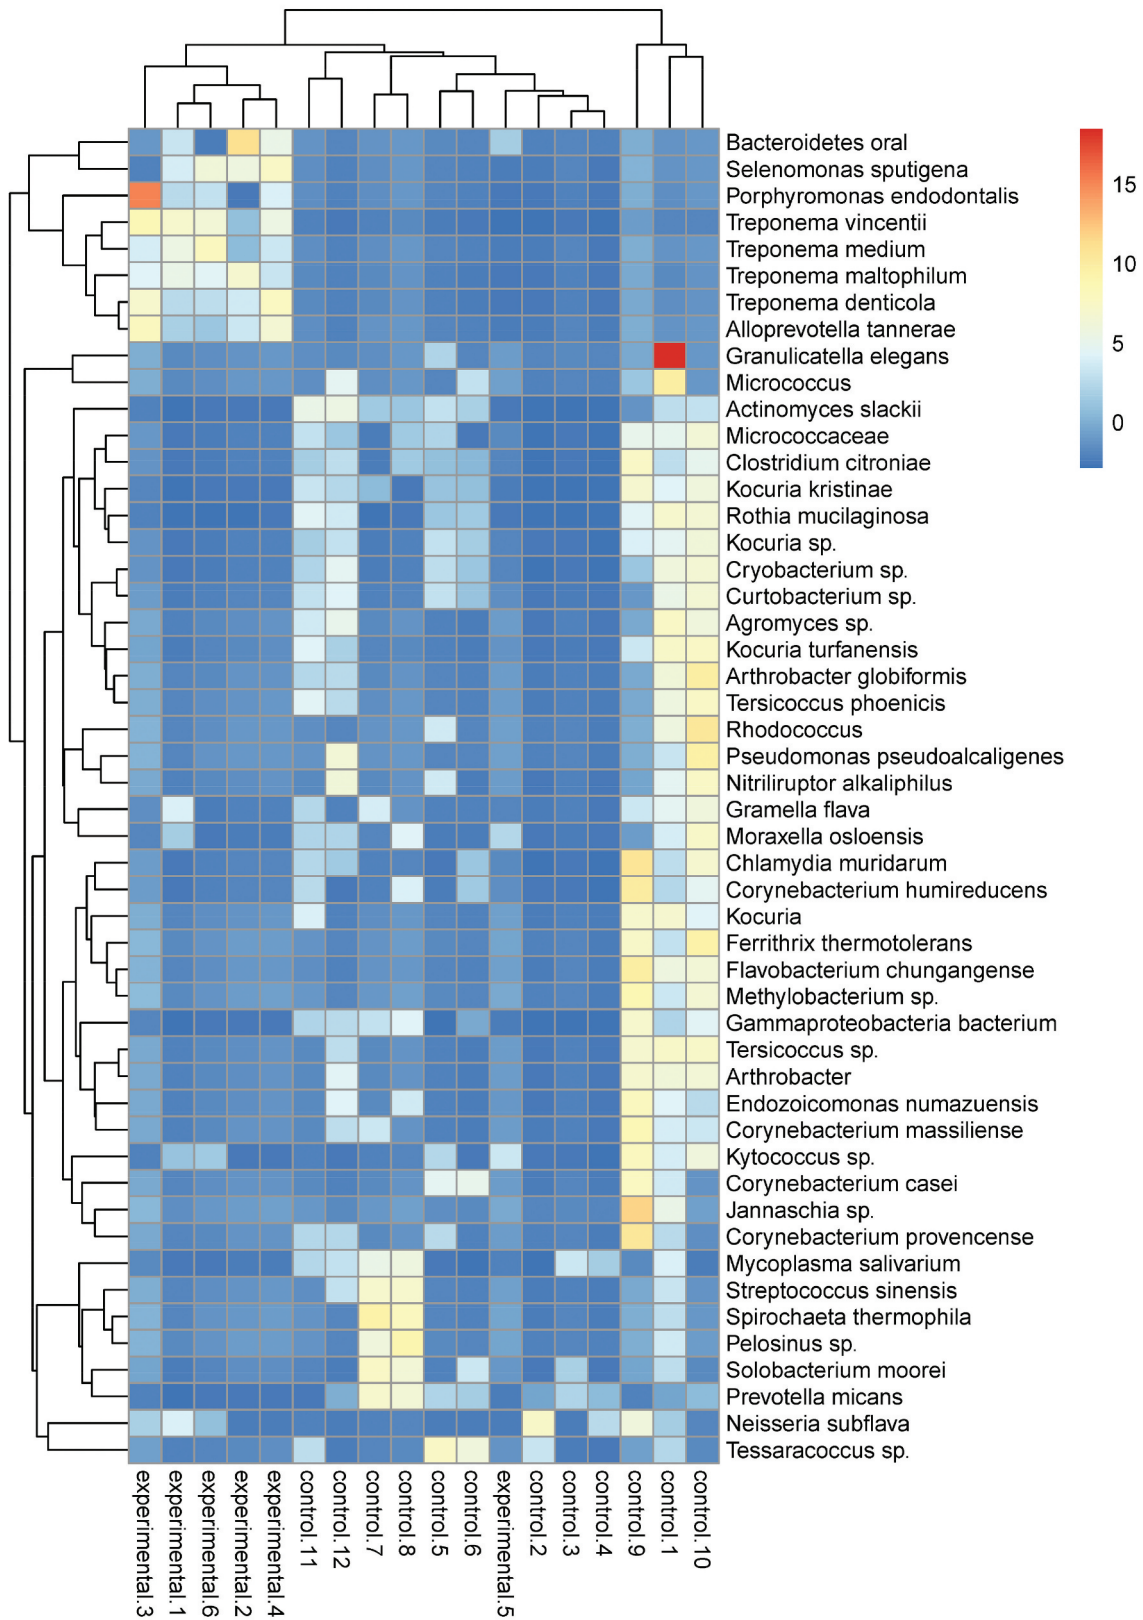 Bacteroidetes oral
Selenomonas sputigena
Porphyromonas endodontalis
Treponema vincentii
Treponema medium
Treponema maltophilum
Treponema denticola
Alloprevotella tannerae
Granulicatella elegans
Micrococcus
Actinomyces slackii
Micrococcaceae
Clostridium citroniae
Kocuria kristinae
Rothia mucilaginosa
Kocuria sp.
Cryobacterium sp.
Curtobacterium sp.
Agromyces sp.
Kocuria turfanensis
Arthrobacter globiformis
Tersicoccus phoenicis
Rhodococcus
Pseudomonas pseudoalcaligenes
Nitriliruptor alkaliphilus
Gramella flava
Moraxella osloensis
Chlamydia muridarum
Corynebacterium humireducens
Kocuria
Ferrithrix thermotolerans
Flavobacterium chungangense
Methylobacterium sp.
Gammaproteobacteria bacterium
Tersicoccus sp.
Arthrobacter
Endozoicomonas numazuensis
Corynebacterium massiliense
Kytococcus sp.
Corynebacterium casei
Jannaschia sp.
Corynebacterium provencense
Mycoplasma salivarium
Streptococcus sinensis
Spirochaeta thermophila
Pelosinus sp.
Solobacterium moorei
Prevotella micans
Neisseria subflava
Tessaracoccus sp.
15
10
5
0
experimental.3
experimental.1
experimental.6
experimental.2
experimental.4
control.11
control.12
control.7
control.8
control.5
control.6
experimental.5
control.2
control.3
control.4
control.9
control.1
control.10